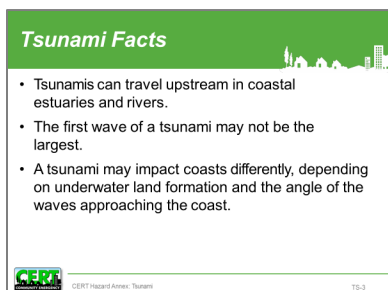 Tsunami Facts
• Tsunamis can travel upstream in coastal
estuaries and rivers.
• The first wave of a tsunami may not be the
largest.
• A tsunami may impact coasts differently, depending
on underwater land formation and the angle of the
waves approaching the coast.
CERT
COMMUNITY EMERGENCY
CERT Hazard Annex: Tsunami
TS-3